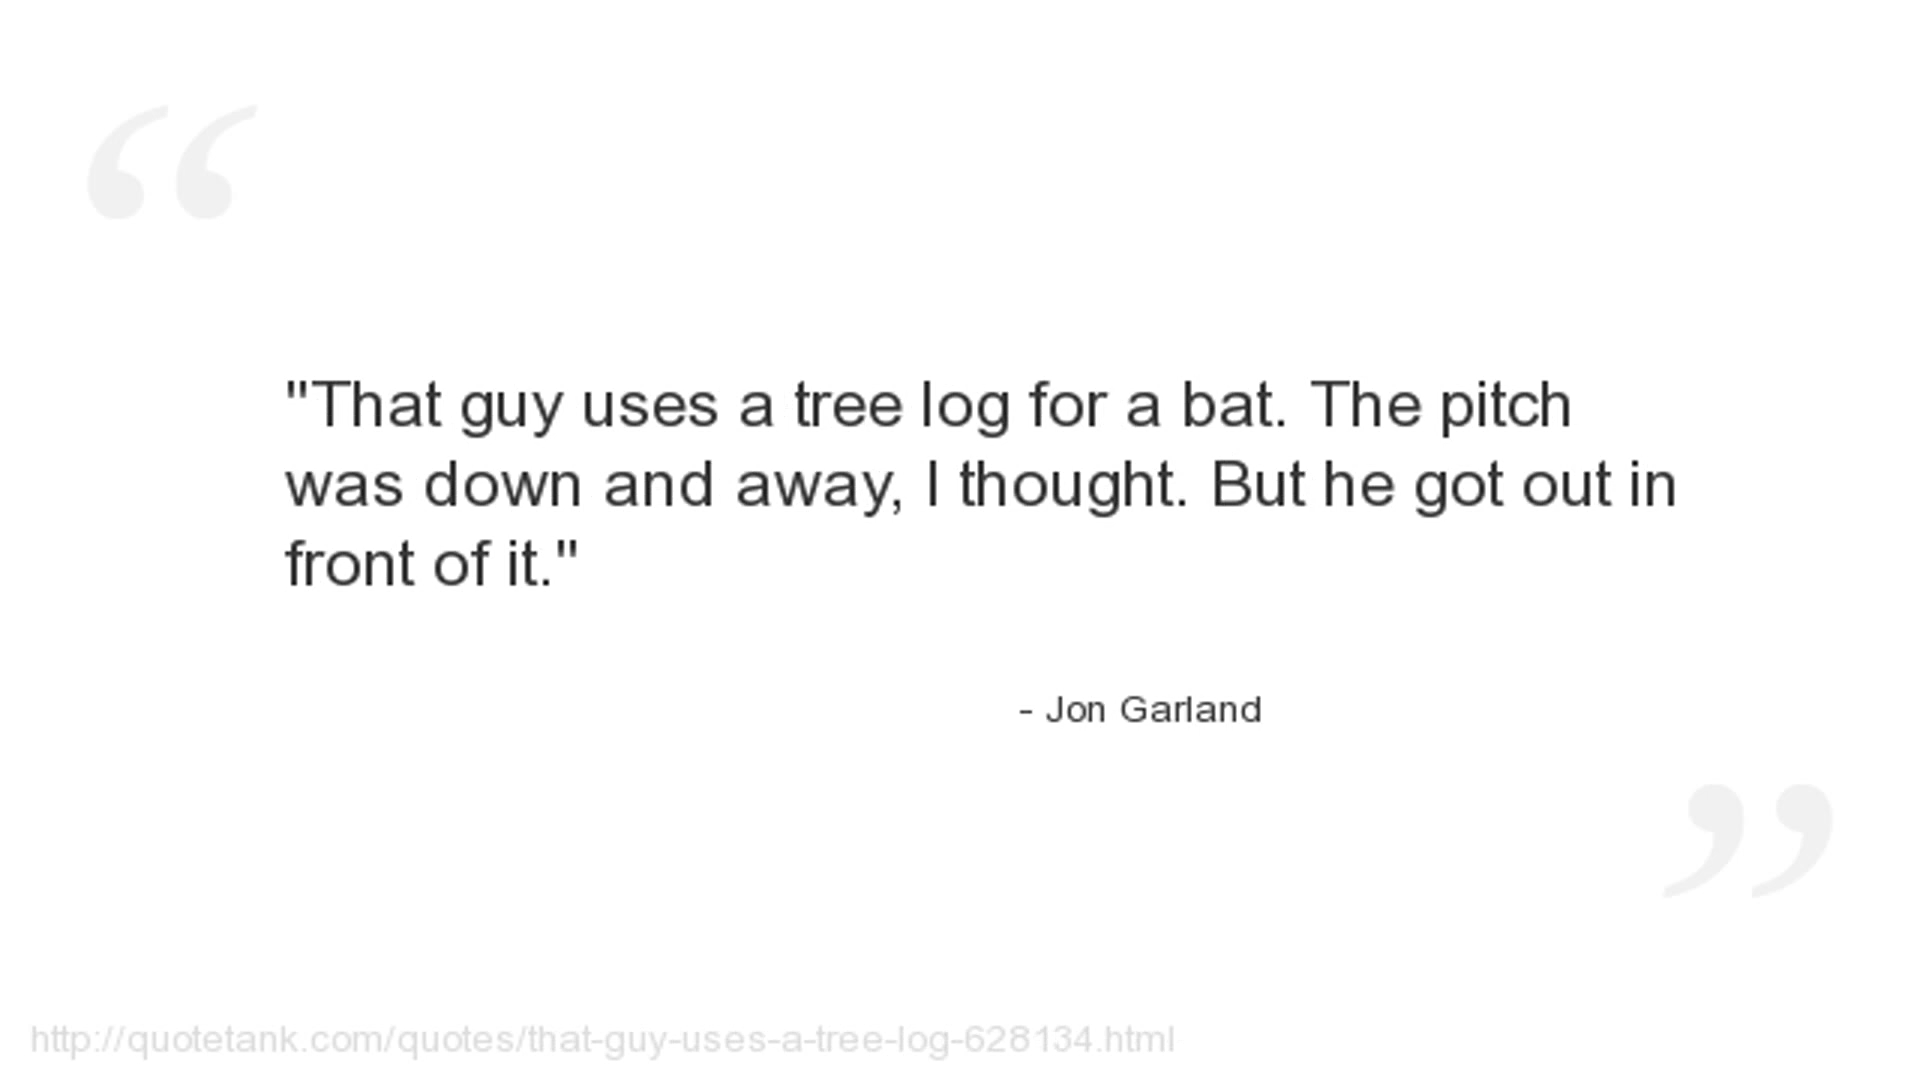 "That guy uses a tree log for a bat. The pitch
was down and away, I thought. But he got out in
front of it."
- Jon Garland
http://quotetank.com/quotes/that-guy-uses-a-tree-log-628134.html